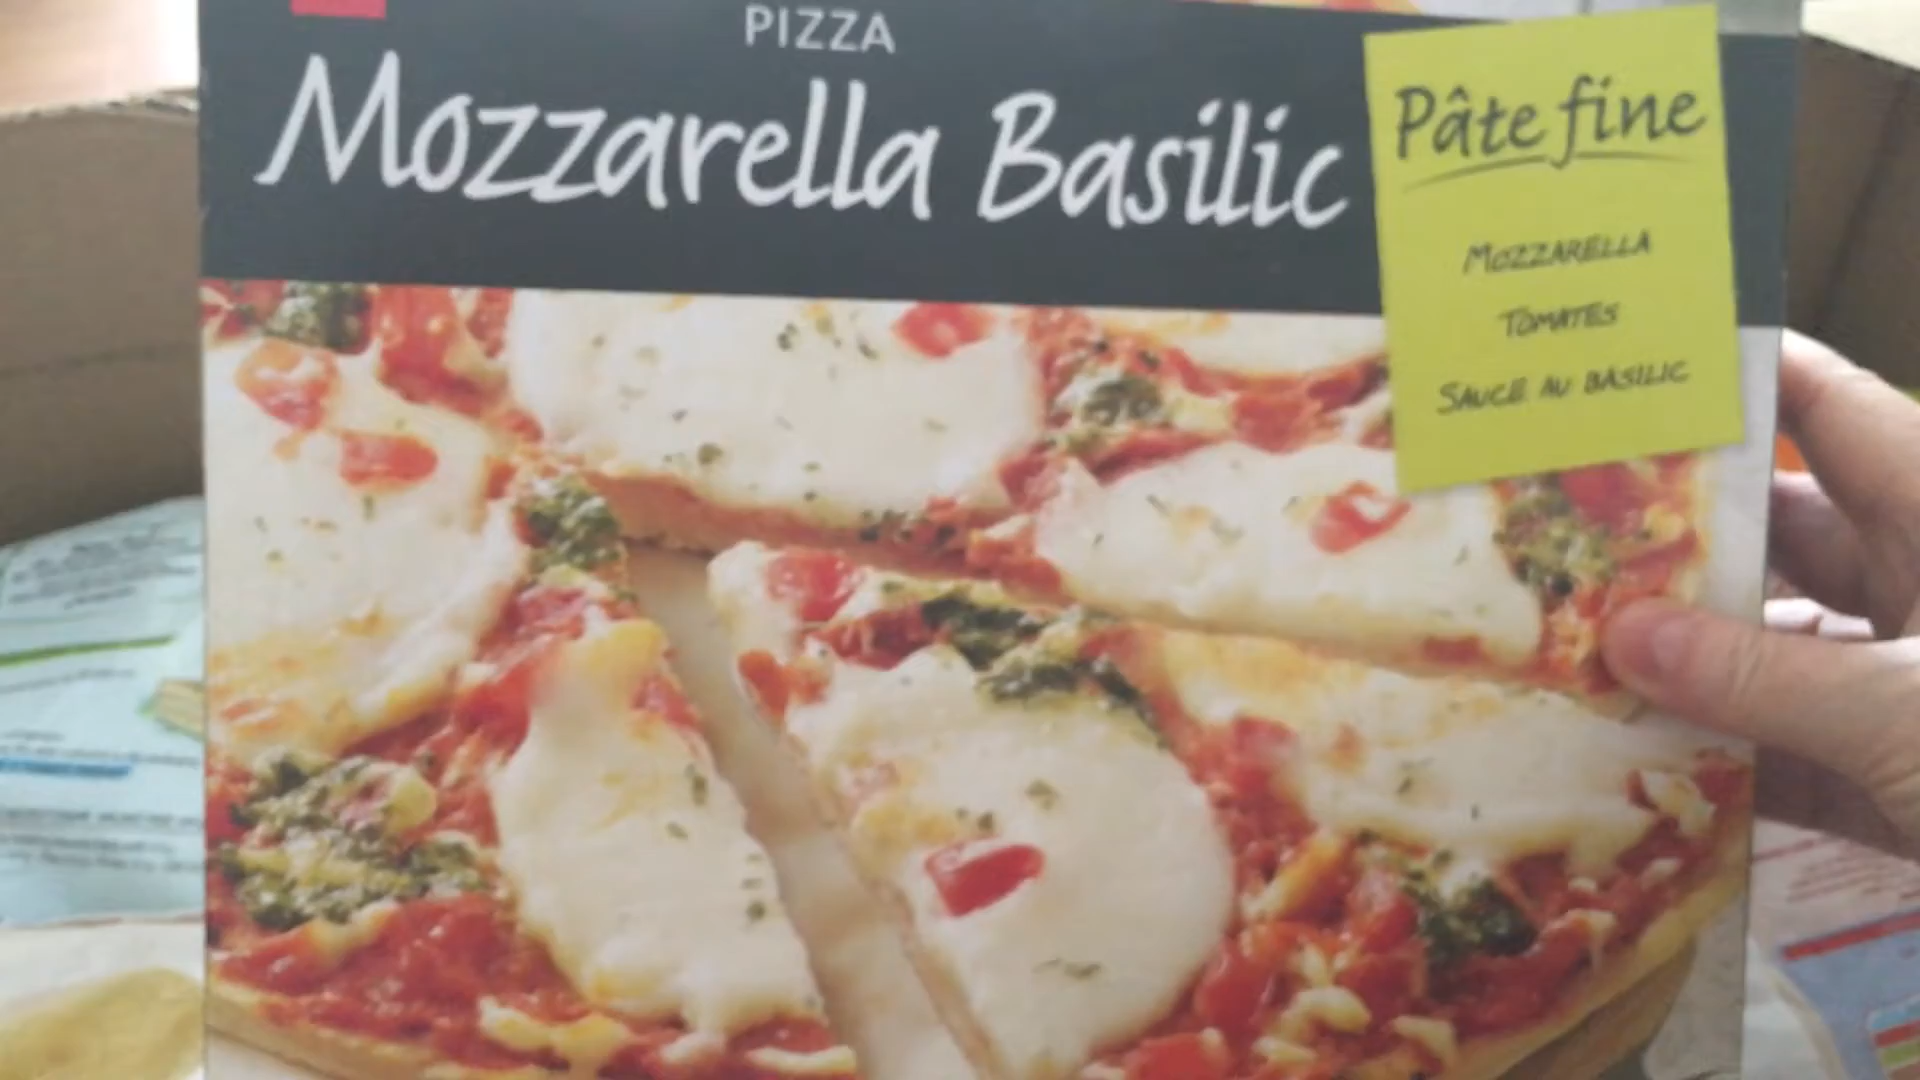 PIZZA
Mozzarella Basilic
Pâte fine
MOZZARELLA
TOMATES
SAUCE AU BASILIC